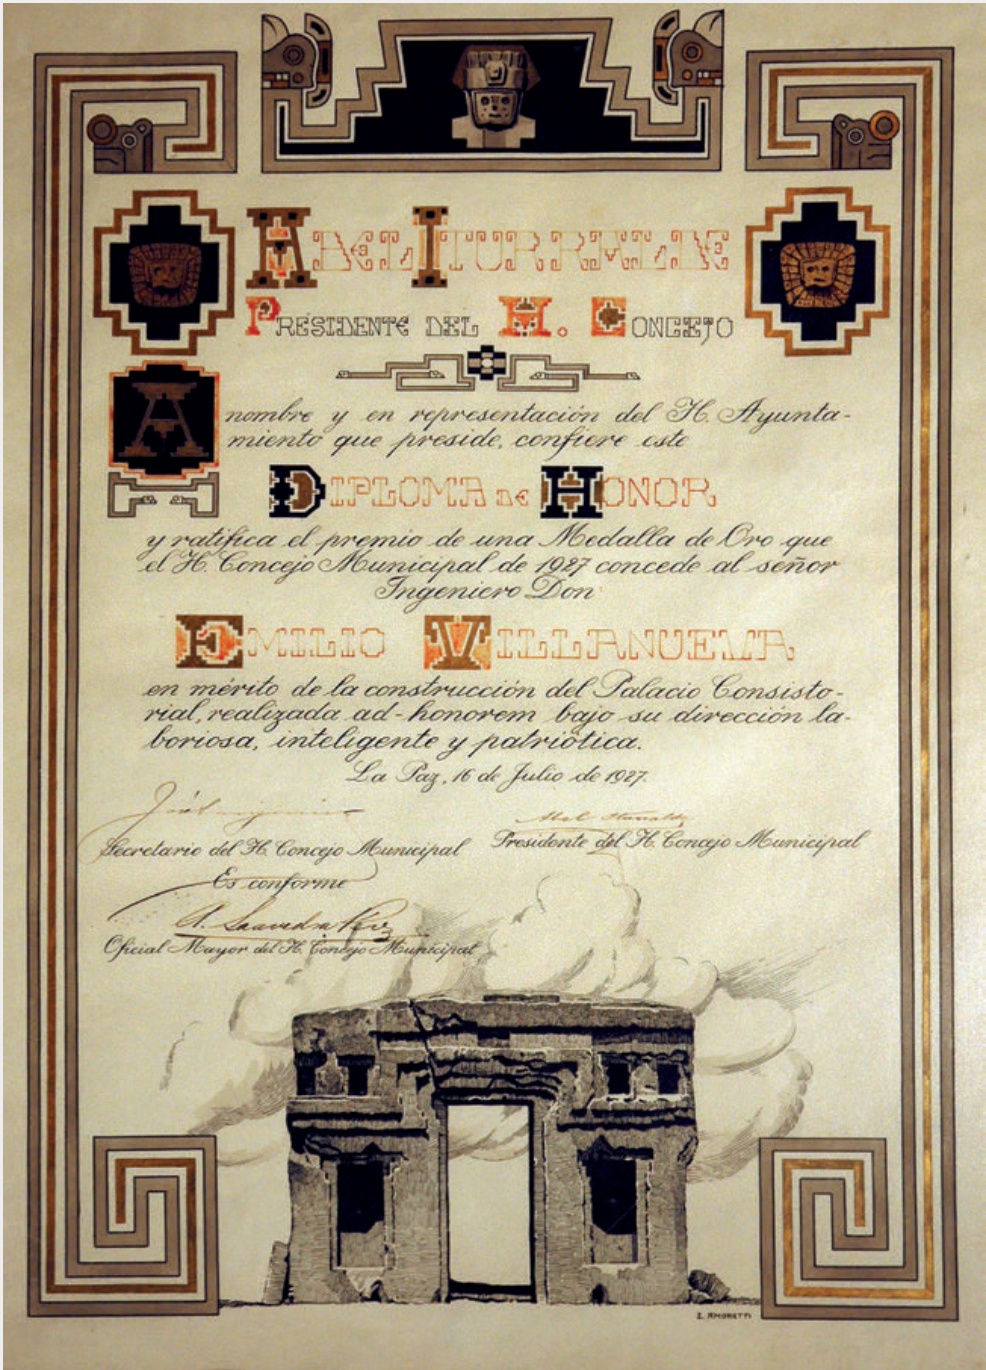 ABEL ITURRALDE
PRESIDENTE DEL H. CONCEJO
A nombre y en representación del H. Ayunta-
miento que preside, confiere este
DIPLOMA DE HONOR
y ratifica el premio de una Medalla de Oro que
el H. Concejo Municipal de 1927 concede al señor
Ingeniero Don
EMILIO VILLANUEVA
en mérito de la construcción del Palacio Consisto-
rial, realizada ad-honorem bajo su dirección la-
boriosa, inteligente y patriótica.
La Paz, 16 de Julio de 1927.
Abel Iturralde
Secretario del H. Concejo Municipal Presidente del H. Concejo Municipal
Es conforme
A. Saavedra
Oficial Mayor del H. Concejo Municipal
E. AMORETTI